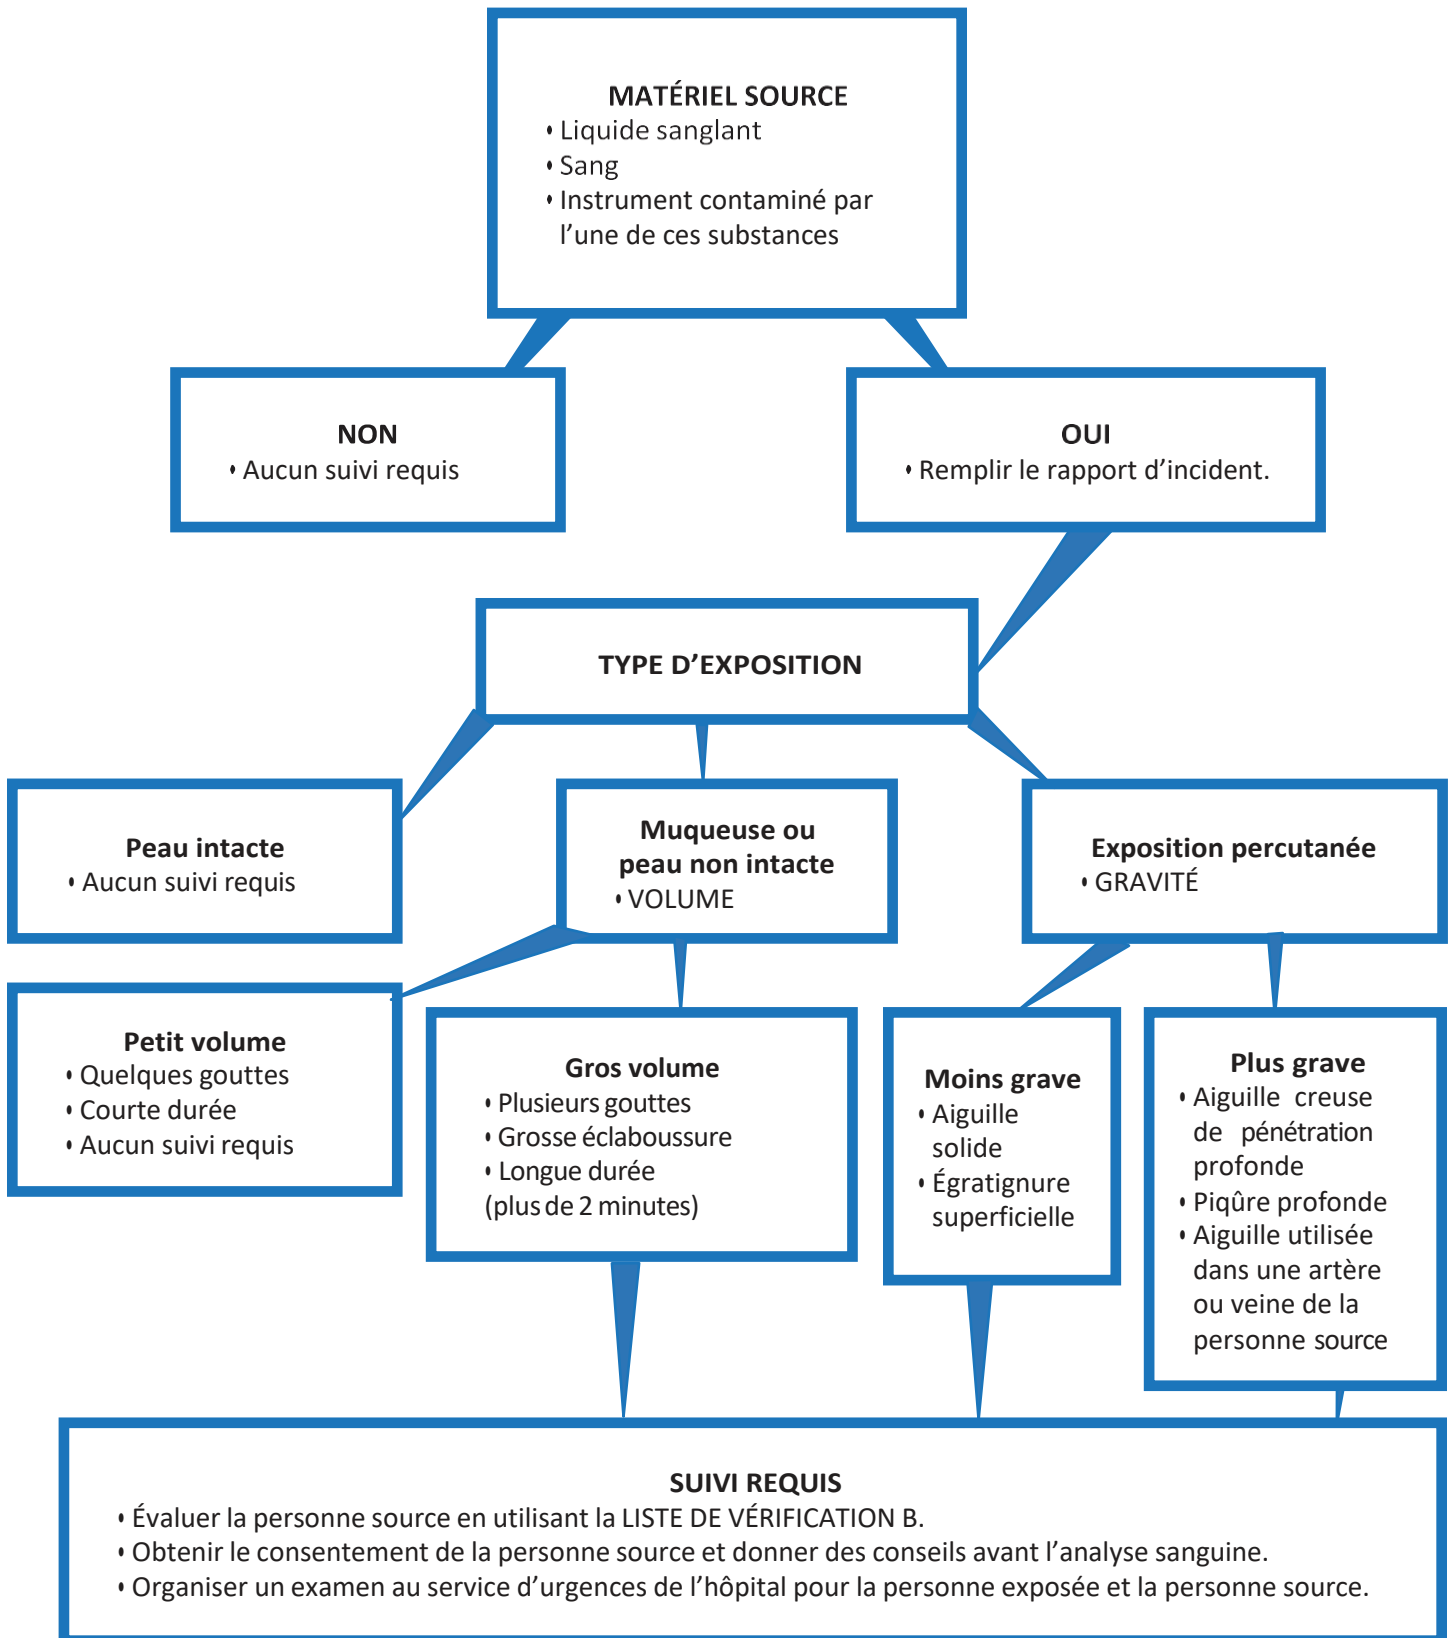 MATÉRIEL SOURCE
• Liquide sanglant
• Sang
• Instrument contaminé par
l’une de ces substances
NON
• Aucun suivi requis
OUI
• Remplir le rapport d’incident.
TYPE D’EXPOSITION
Peau intacte
• Aucun suivi requis
Muqueuse ou
peau non intacte
• VOLUME
Exposition percutanée
• GRAVITÉ
Petit volume
• Quelques gouttes
• Courte durée
• Aucun suivi requis
Gros volume
• Plusieurs gouttes
• Grosse éclaboussure
• Longue durée
(plus de 2 minutes)
Moins grave
• Aiguille
solide
• Égratignure
superficielle
Plus grave
• Aiguille creuse
de pénétration
profonde
• Piqûre profonde
• Aiguille utilisée
dans une artère
ou veine de la
personne source
SUIVI REQUIS
• Évaluer la personne source en utilisant la LISTE DE VÉRIFICATION B.
• Obtenir le consentement de la personne source et donner des conseils avant l’analyse sanguine.
• Organiser un examen au service d’urgences de l’hôpital pour la personne exposée et la personne source.